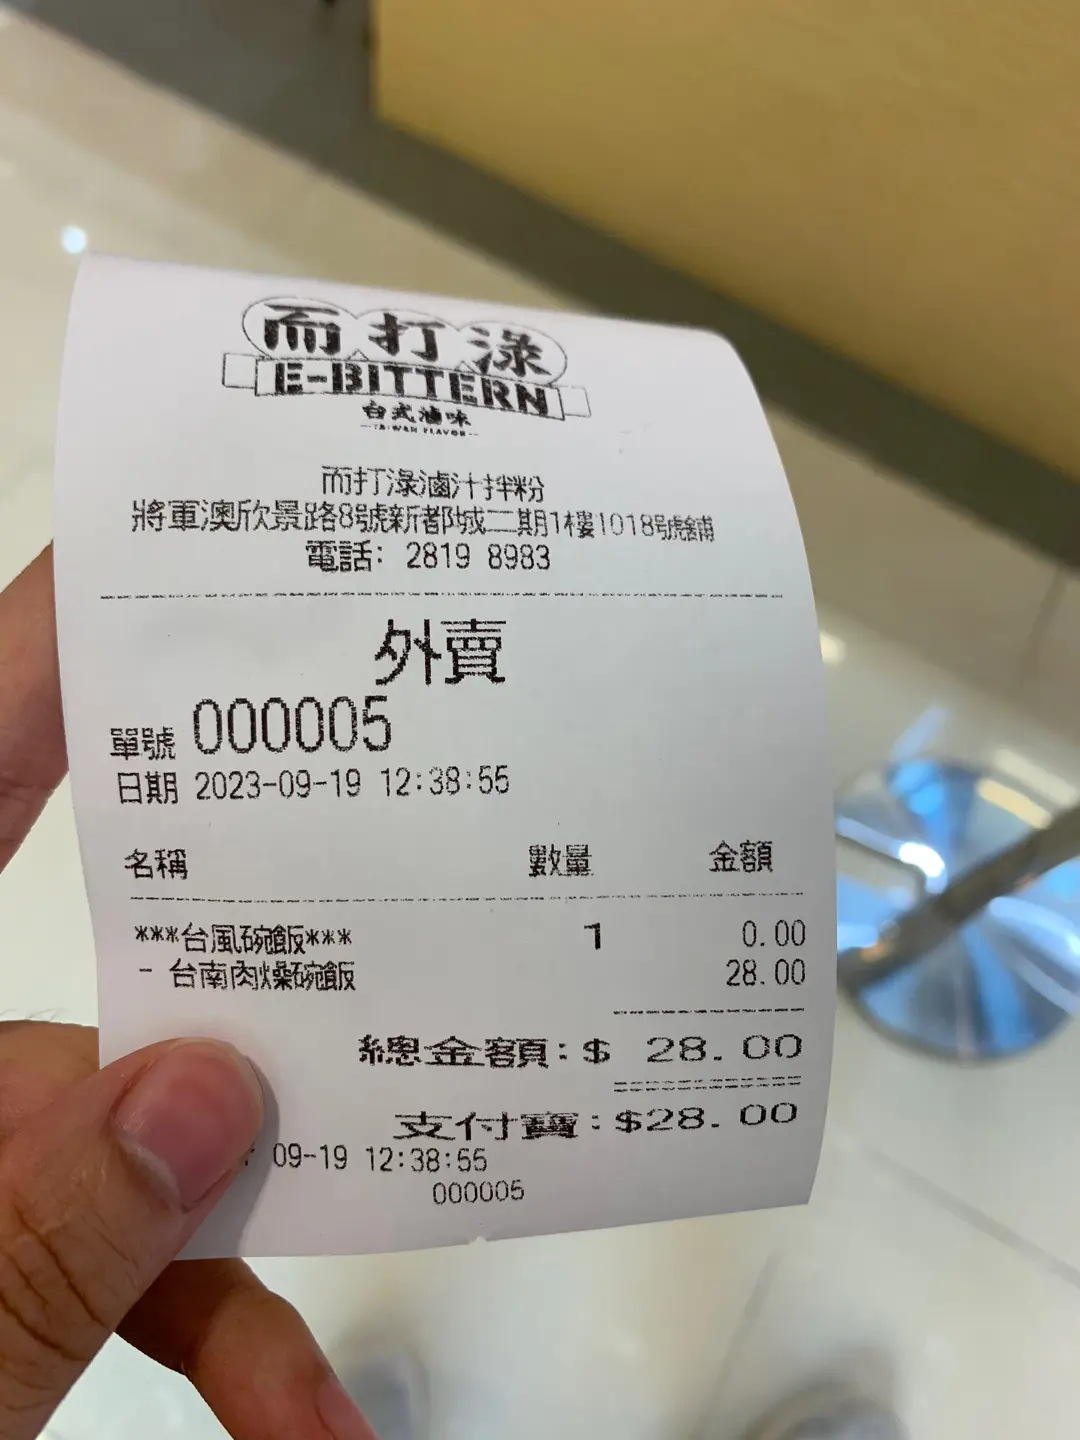 而打淥
E-BITTERN
台式滷味
TAIWAN FLAVOR
而打淥滷汁拌粉
將軍澳欣景路8號新都城二期1樓1018號舖
電話: 2819 8983
外賣
單號 000005
日期 2023-09-19 12:38:55
名稱 數量 金額
***台風碗飯*** 1 0.00
- 台南肉燥碗飯 28.00
總金額:$ 28.00
支付寶:$28.00
09-19 12:38:55
000005